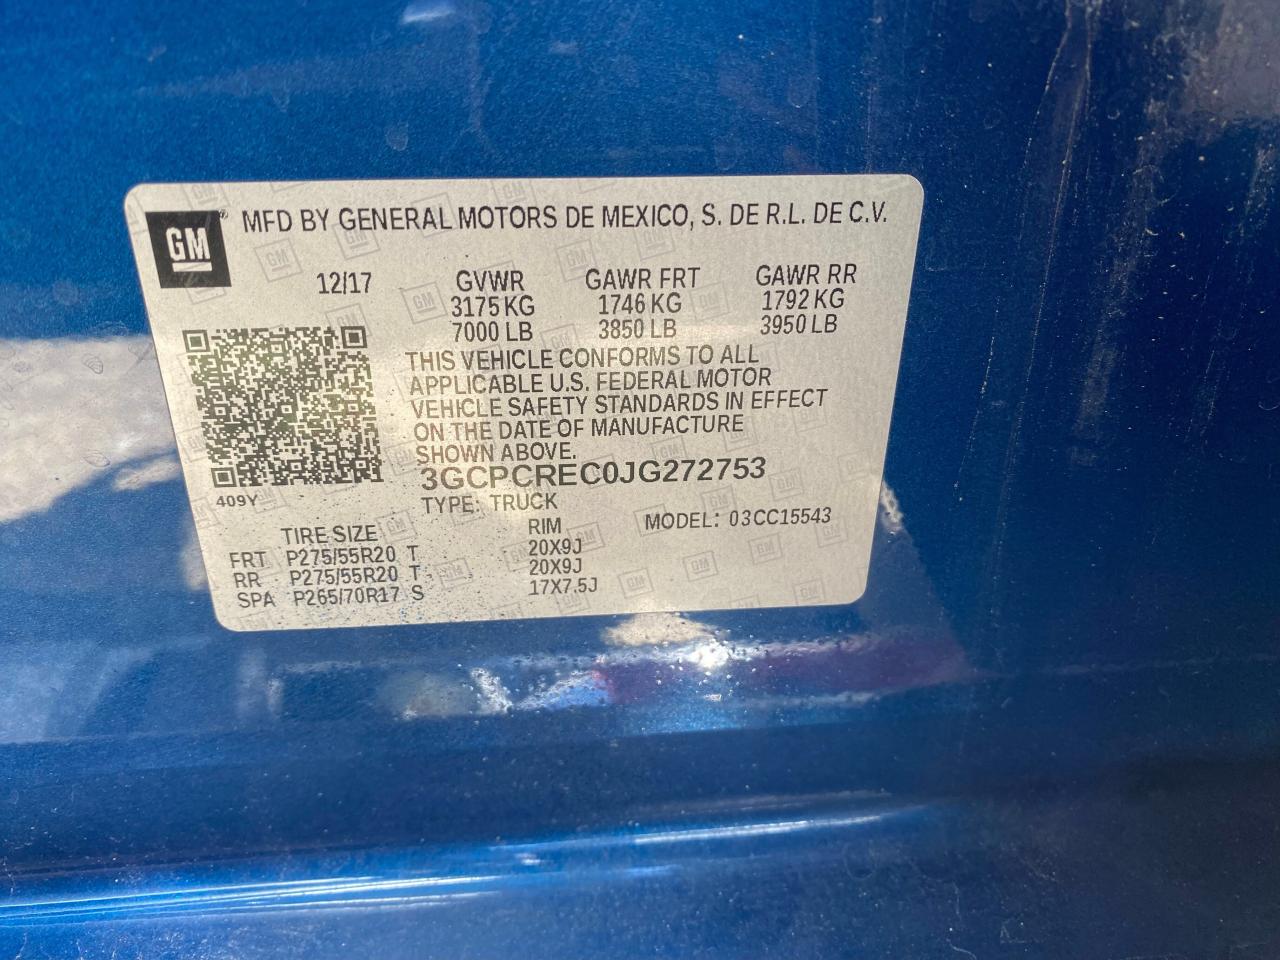 GM ® MFD BY GENERAL MOTORS DE MEXICO, S. DE R.L. DE C.V.
12/17 GVWR GAWR FRT GAWR RR
3175 KG 1746 KG 1792 KG
7000 LB 3850 LB 3950 LB
THIS VEHICLE CONFORMS TO ALL
APPLICABLE U.S. FEDERAL MOTOR
VEHICLE SAFETY STANDARDS IN EFFECT
ON THE DATE OF MANUFACTURE
SHOWN ABOVE.
3GCPCREC0JG272753
409Y
TYPE: TRUCK
MODEL: 03CC15543
TIRE SIZE RIM
FRT P275/55R20 T 20X9J
RR P275/55R20 T 20X9J
SPA P265/70R17 S 17X7.5J